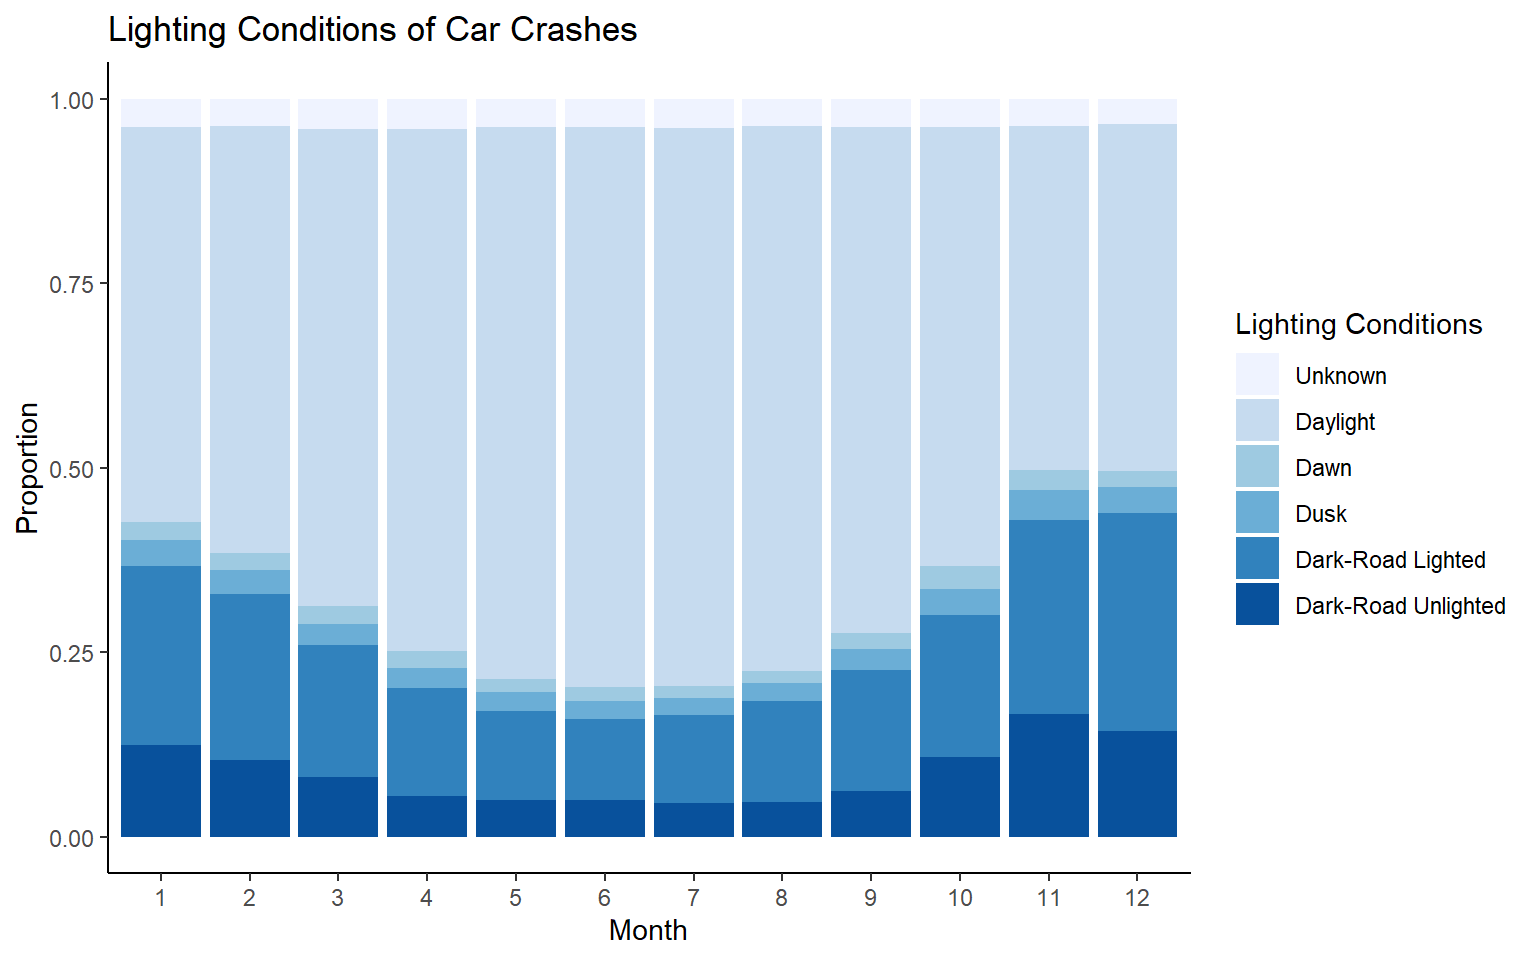 Lighting Conditions of Car Crashes
1.00
0.75
0.50
0.25
0.00
Proportion
1 2 3 4 5 6 7 8 9 10 11 12
Month
Lighting Conditions
Unknown
Daylight
Dawn
Dusk
Dark-Road Lighted
Dark-Road Unlighted